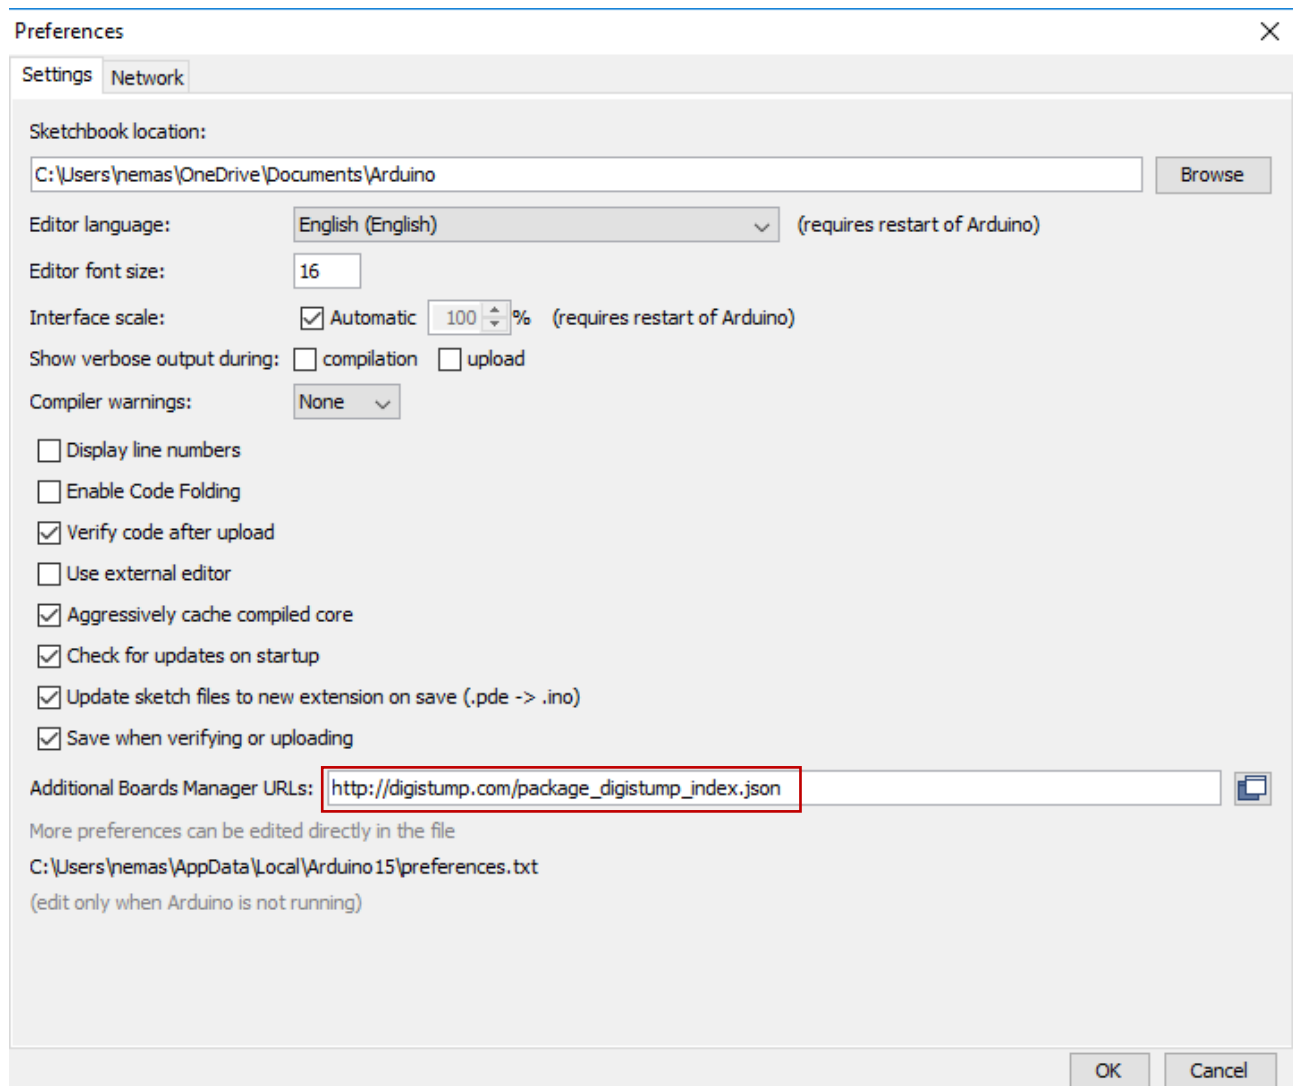 Preferences
Settings Network
Sketchbook location:
C:\Users\nemas\OneDrive\Documents\Arduino Browse
Editor language: English (English) (requires restart of Arduino)
Editor font size: 16
Interface scale: Automatic 100 % (requires restart of Arduino)
Show verbose output during: compilation upload
Compiler warnings: None
Display line numbers
Enable Code Folding
Verify code after upload
Use external editor
Aggressively cache compiled core
Check for updates on startup
Update sketch files to new extension on save (.pde -> .ino)
Save when verifying or uploading
Additional Boards Manager URLs: http://digistump.com/package_digistump_index.json
More preferences can be edited directly in the file
C:\Users\nemas\AppData\Local\Arduino15\preferences.txt
(edit only when Arduino is not running)
OK Cancel